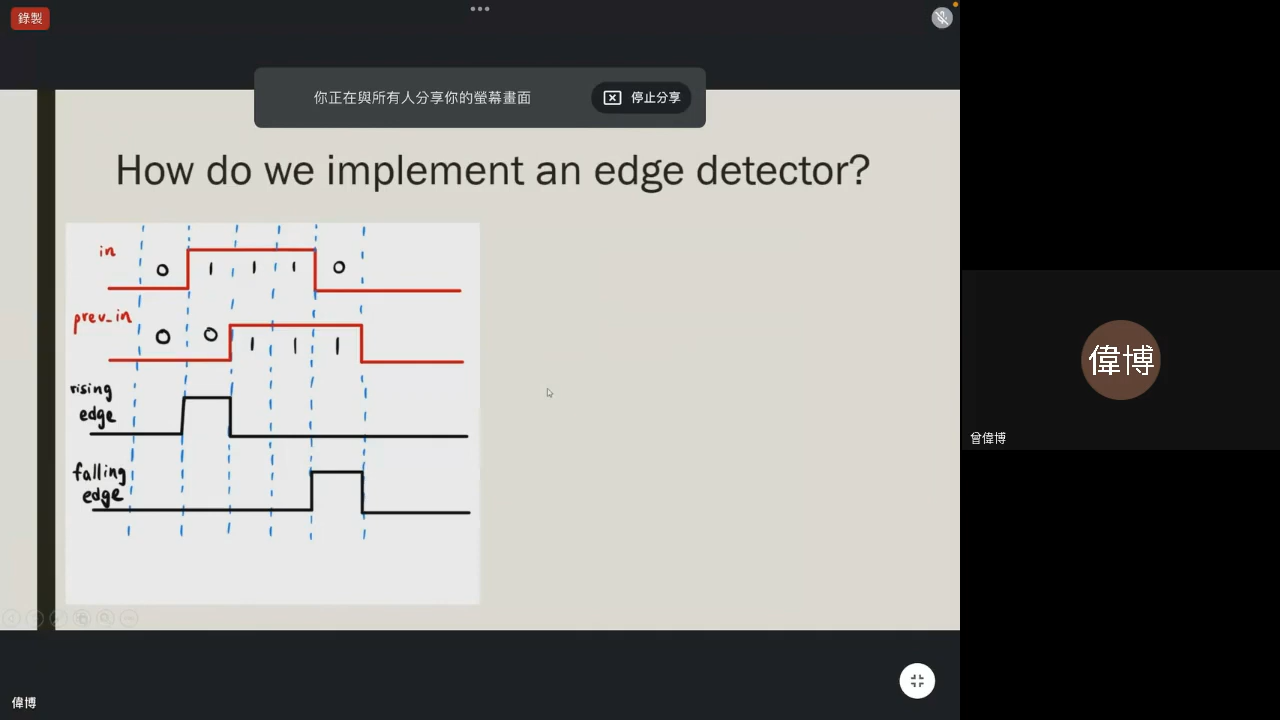 錄製
你正在與所有人分享你的螢幕畫面
停止分享
How do we implement an edge detector?
in
0 1 1 1 0
prev_in
0 0 1 1 1
rising
edge
falling
edge
偉博
曾偉博
偉博